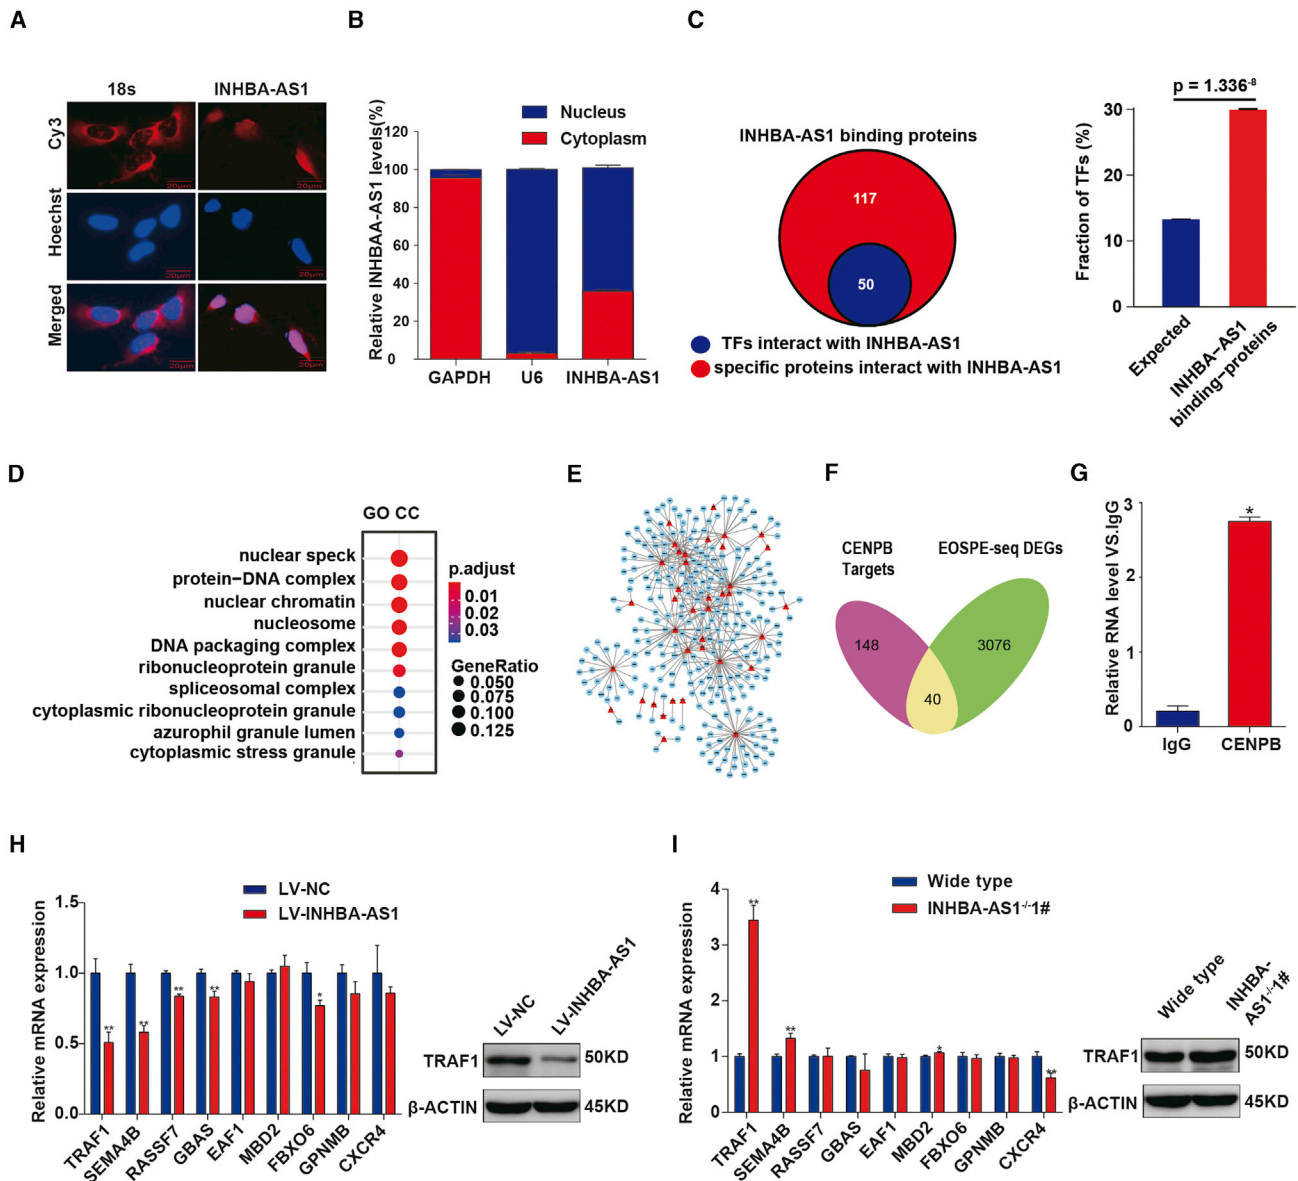 A
18s
INHBA-AS1
Cy3
20μm
20μm
Hoechst
20μm
20μm
Merged
20μm
20μm
B
Nucleus
Cytoplasm
Relative INHBAA-AS1 levels(%)
120
100
80
60
40
20
0
GAPDH
U6
INHBA-AS1
C
INHBA-AS1 binding proteins
117
50
TFs interact with INHBA-AS1
specific proteins interact with INHBA-AS1
p = 1.336-8
Fraction of TFs (%)
30
20
10
0
Expected
INHBA-AS1
binding-proteins
D
GO CC
nuclear speck
protein-DNA complex
nuclear chromatin
nucleosome
DNA packaging complex
ribonucleoprotein granule
spliceosomal complex
cytoplasmic ribonucleoprotein granule
azurophil granule lumen
cytoplasmic stress granule
p.adjust
0.01
0.02
0.03
GeneRatio
0.050
0.075
0.100
0.125
E
F
CENPB
Targets
EOSPE-seq DEGs
148
3076
40
G
Relative RNA level VS.IgG
3
2
1
0
*
IgG
CENPB
H
LV-NC
LV-INHBA-AS1
Relative mRNA expression
1.5
1.0
0.5
0.0
**
**
**
**
*
TRAF1
SEMA4B
RASSF7
GBAS
EAF1
MBD2
FBXO6
GPNMB
CXCR4
LV-NC
LV-INHBA-AS1
TRAF1
50KD
β-ACTIN
45KD
I
Wide type
INHBA-AS1-/-1#
Relative mRNA expression
4
3
2
1
0
**
**
*
**
TRAF1
SEMA4B
RASSF7
GBAS
EAF1
MBD2
FBXO6
GPNMB
CXCR4
Wide type
INHBA-
AS1-/-1#
TRAF1
50KD
β-ACTIN
45KD